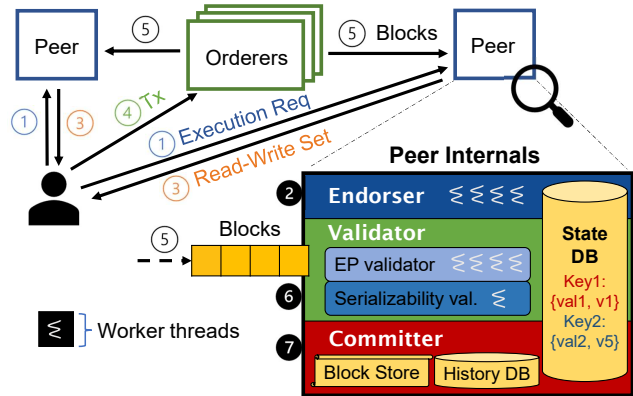 Peer
5
Orderers
5 Blocks
Peer
1
3
4 Tx
1 Execution Req
3 Read-Write Set
Peer Internals
2 Endorser
State
DB
Key1:
{val1, v1}
Key2:
{val2, v5}
5
Blocks
Validator
EP validator
6 Serializability val.
7 Committer
Block Store
History DB
Worker threads